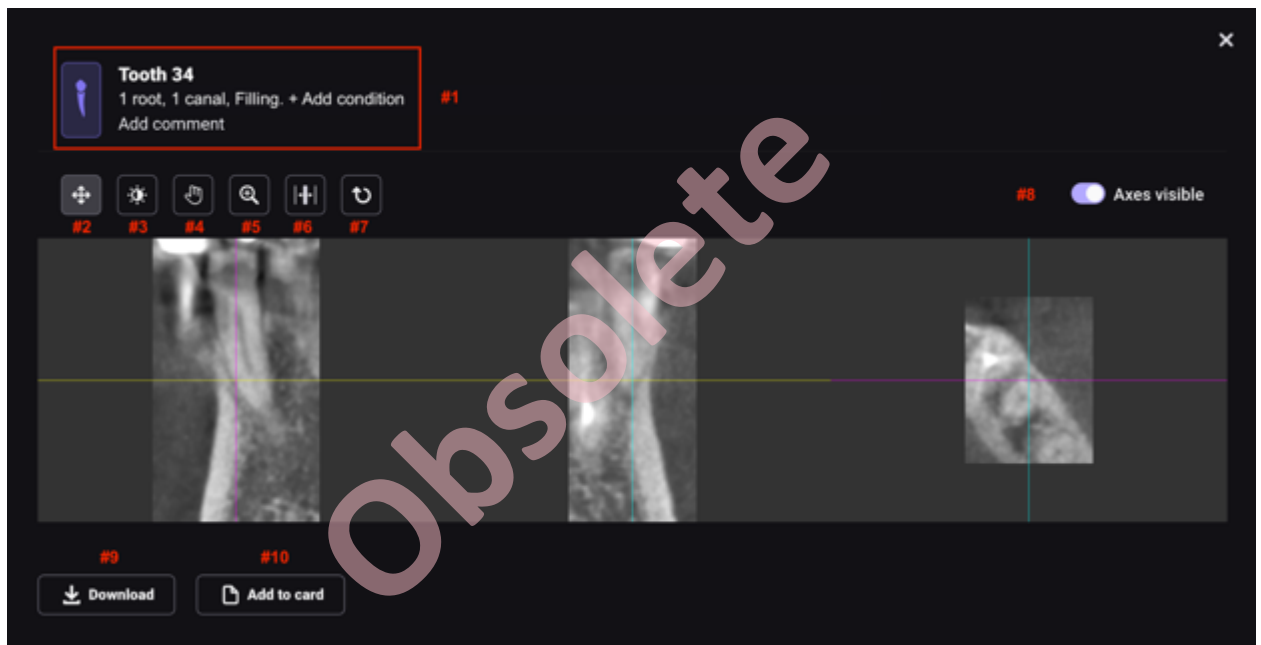 Tooth 34
1 root, 1 canal, Filling. + Add condition
Add comment
#1
#2
#3
#4
#5
#6
#7
#8
Axes visible
Obsolete
#9
#10
Download
Add to card